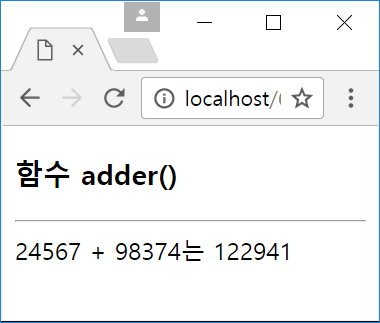 localhost/
함수 adder()
24567 + 98374는 122941